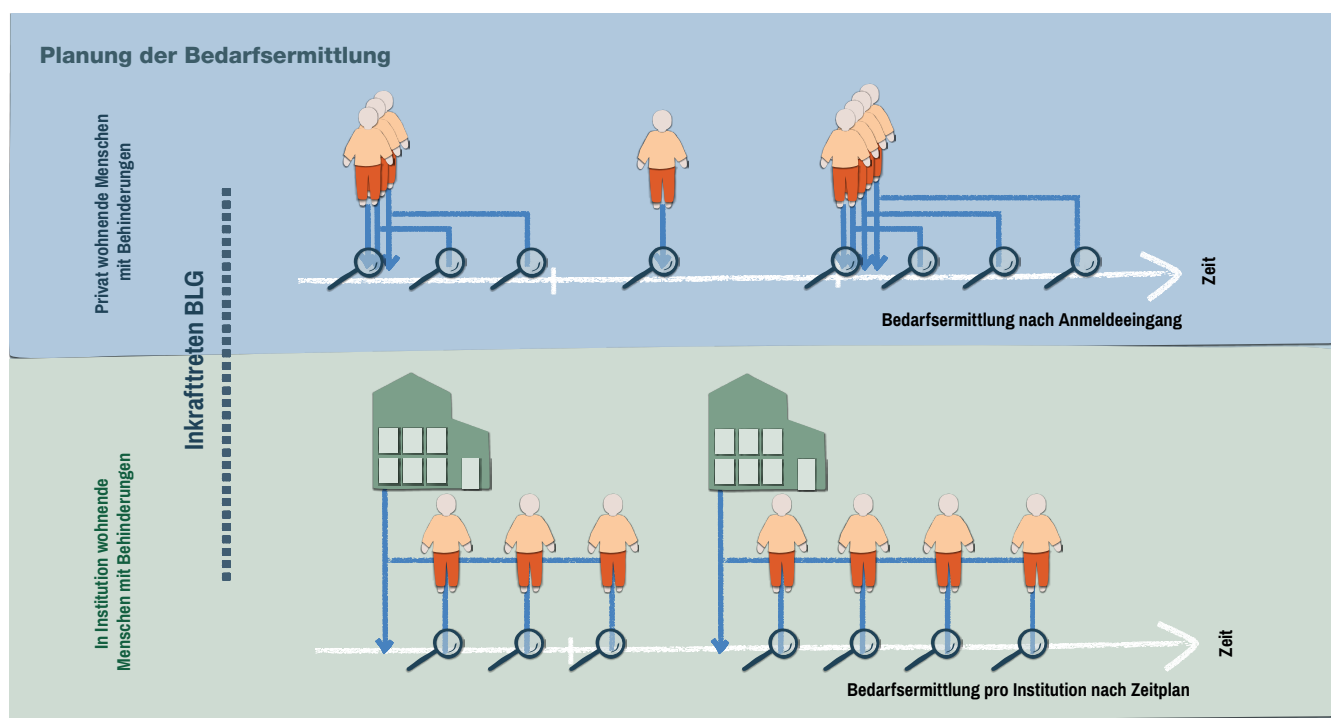 Planung der Bedarfsermittlung
Privat wohnende Menschen
mit Behinderungen
Inkrafttreten BLG
Zeit
Bedarfsermittlung nach Anmeldeeingang
In Institution wohnende
Menschen mit Behinderungen
Zeit
Bedarfsermittlung pro Institution nach Zeitplan